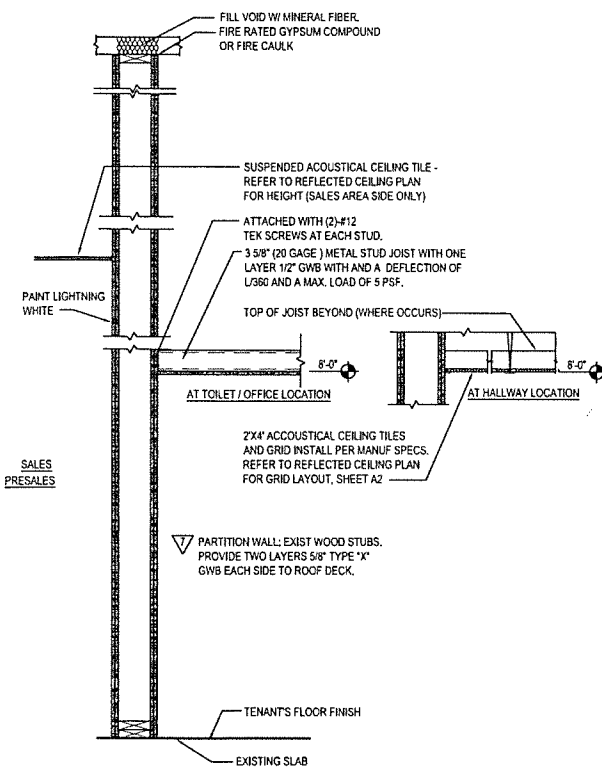 FILL VOID W/ MINERAL FIBER.
FIRE RATED GYPSUM COMPOUND
OR FIRE CAULK
SUSPENDED ACOUSTICAL CEILING TILE -
REFER TO REFLECTED CEILING PLAN
FOR HEIGHT (SALES AREA SIDE ONLY)
ATTACHED WITH (2)-#12
TEK SCREWS AT EACH STUD.
3 5/8" (20 GAGE ) METAL STUD JOIST WITH ONE
LAYER 1/2" GWB WITH AND A DEFLECTION OF
L/360 AND A MAX. LOAD OF 5 PSF.
PAINT LIGHTNING
WHITE
TOP OF JOIST BEYOND (WHERE OCCURS)
8'-0"
8'-0"
AT TOILET / OFFICE LOCATION
AT HALLWAY LOCATION
2'X4' ACCOUSTICAL CEILING TILES
AND GRID INSTALL PER MANUF SPECS.
REFER TO REFLECTED CEILING PLAN
FOR GRID LAYOUT, SHEET A2
SALES
PRESALES
7 PARTITION WALL; EXIST WOOD STUBS.
PROVIDE TWO LAYERS 5/8" TYPE "X"
GWB EACH SIDE TO ROOF DECK.
TENANT'S FLOOR FINISH
EXISTING SLAB